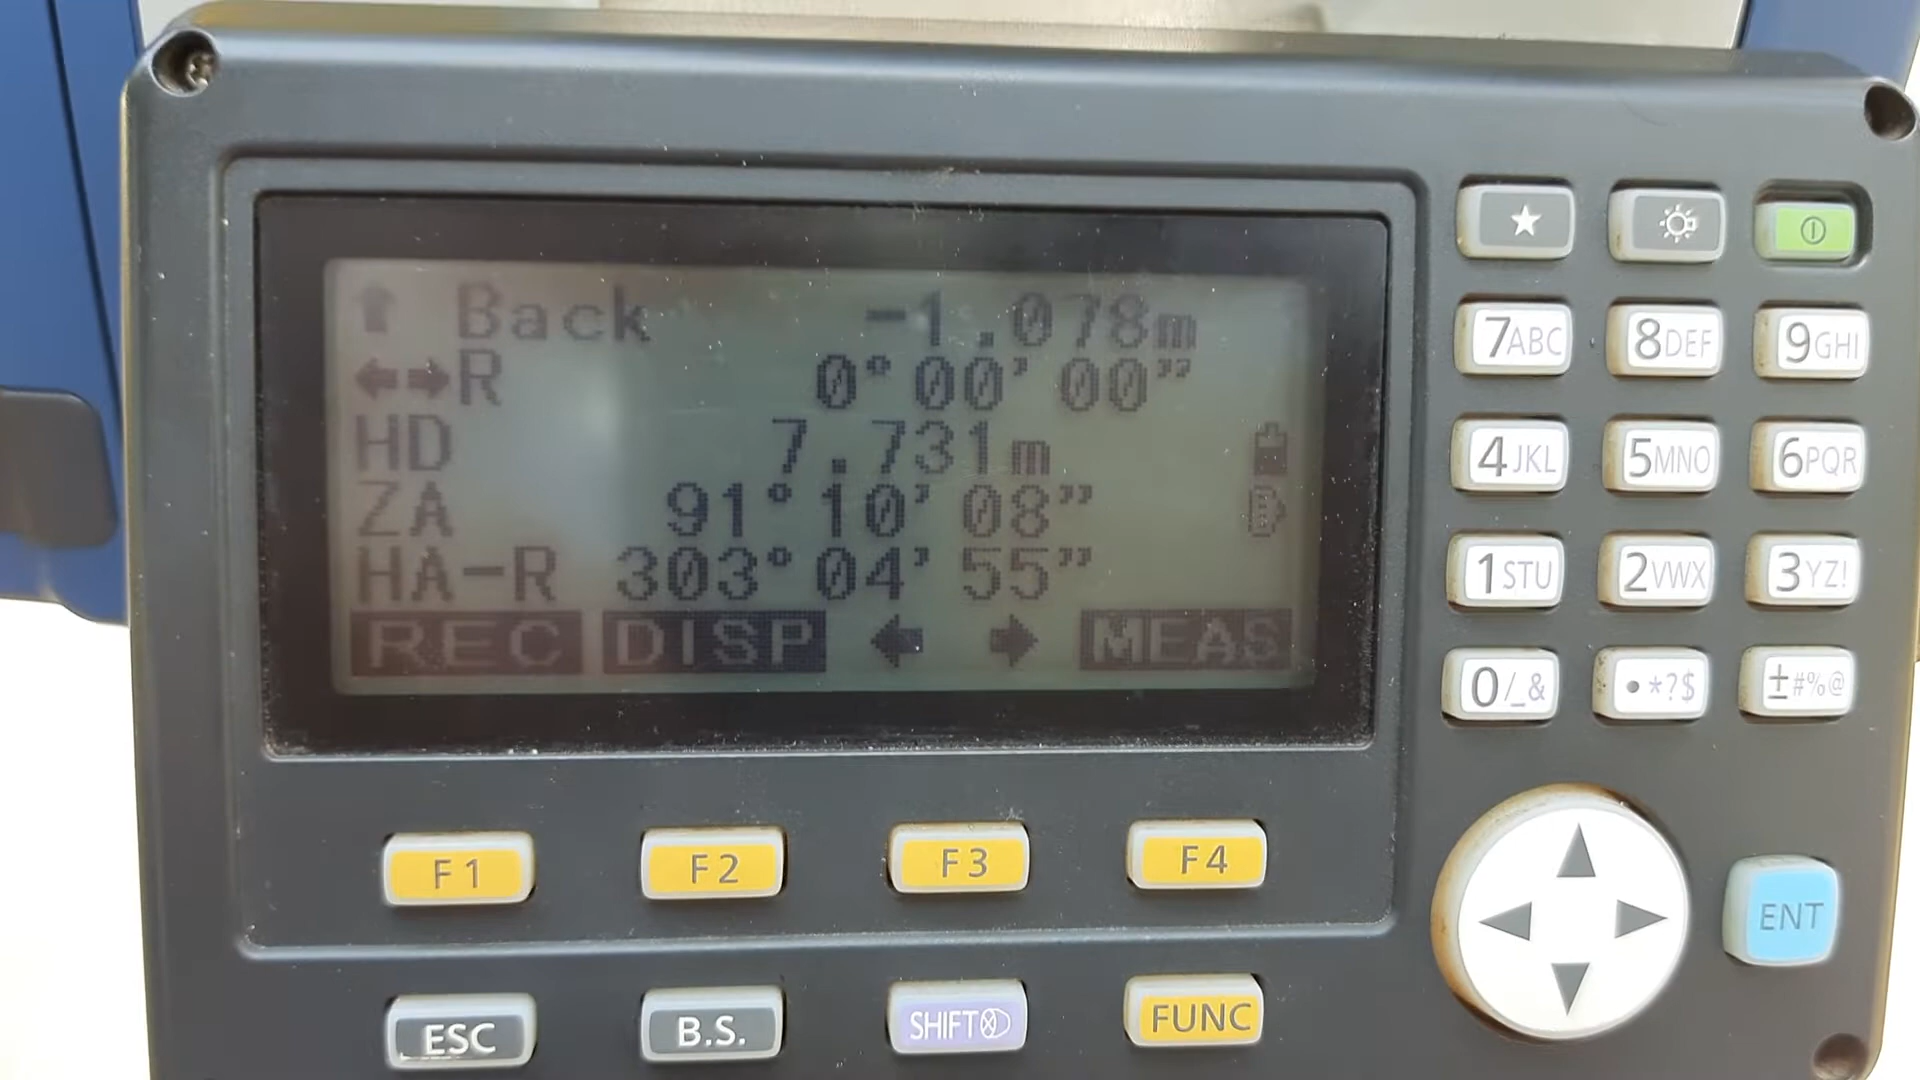 ⬆ Back -1.078m
⬅➡R 0°00'00"
HD 7.731m
ZA 91°10'08"
HA-R 303°04'55"
REC DISP ⬅ ➡ MEAS
★
7ABC 8DEF 9GHI
4JKL 5MNO 6PQR
1STU 2VWX 3YZ!
0/_& •*?$ ±#%@
F1 F2 F3 F4
ENT
ESC B.S. SHIFT FUNC